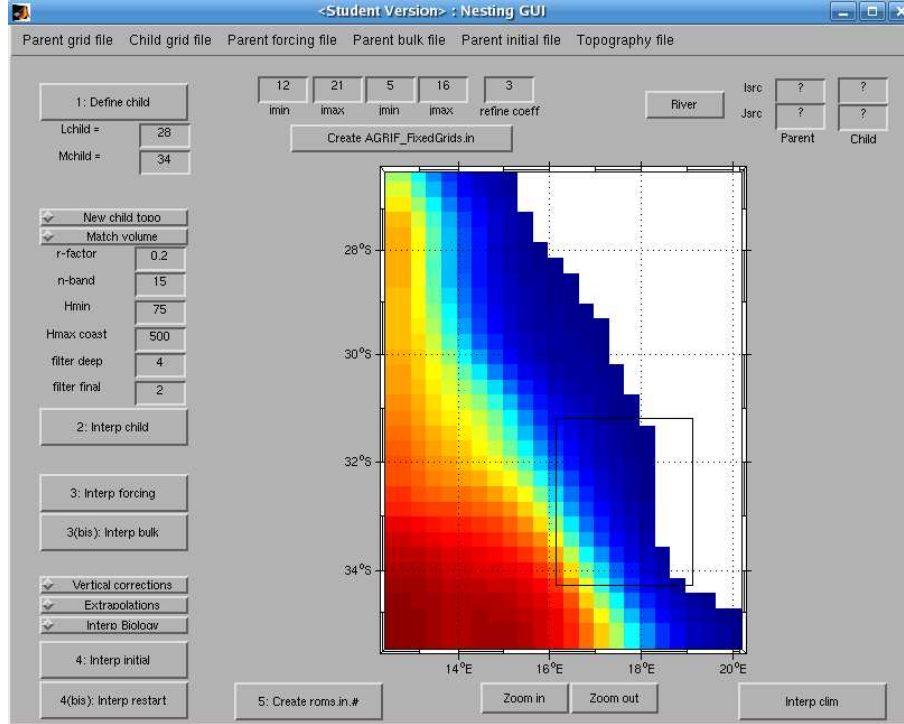 <Student Version> : Nesting GUI
Parent grid file Child grid file Parent forcing file Parent bulk file Parent initial file Topography file
1: Define child
Lchild = 28
Mchild = 34
12 21 5 16 3
imin imax jmin jmax refine coeff
Create AGRIF_FixedGrids.in
River
Isrc ? ?
Jsrc ? ?
Parent Child
New child topo
Match volume
r-factor 0.2
n-band 15
Hmin 75
Hmax coast 500
filter deep 4
filter final 2
2: Interp child
3: Interp forcing
3(bis): Interp bulk
Vertical corrections
Extrapolations
Interp Biology
4: Interp initial
4(bis): Interp restart
28°S
30°S
32°S
34°S
14°E 16°E 18°E 20°E
5: Create roms.in.#
Zoom in
Zoom out
Interp clim